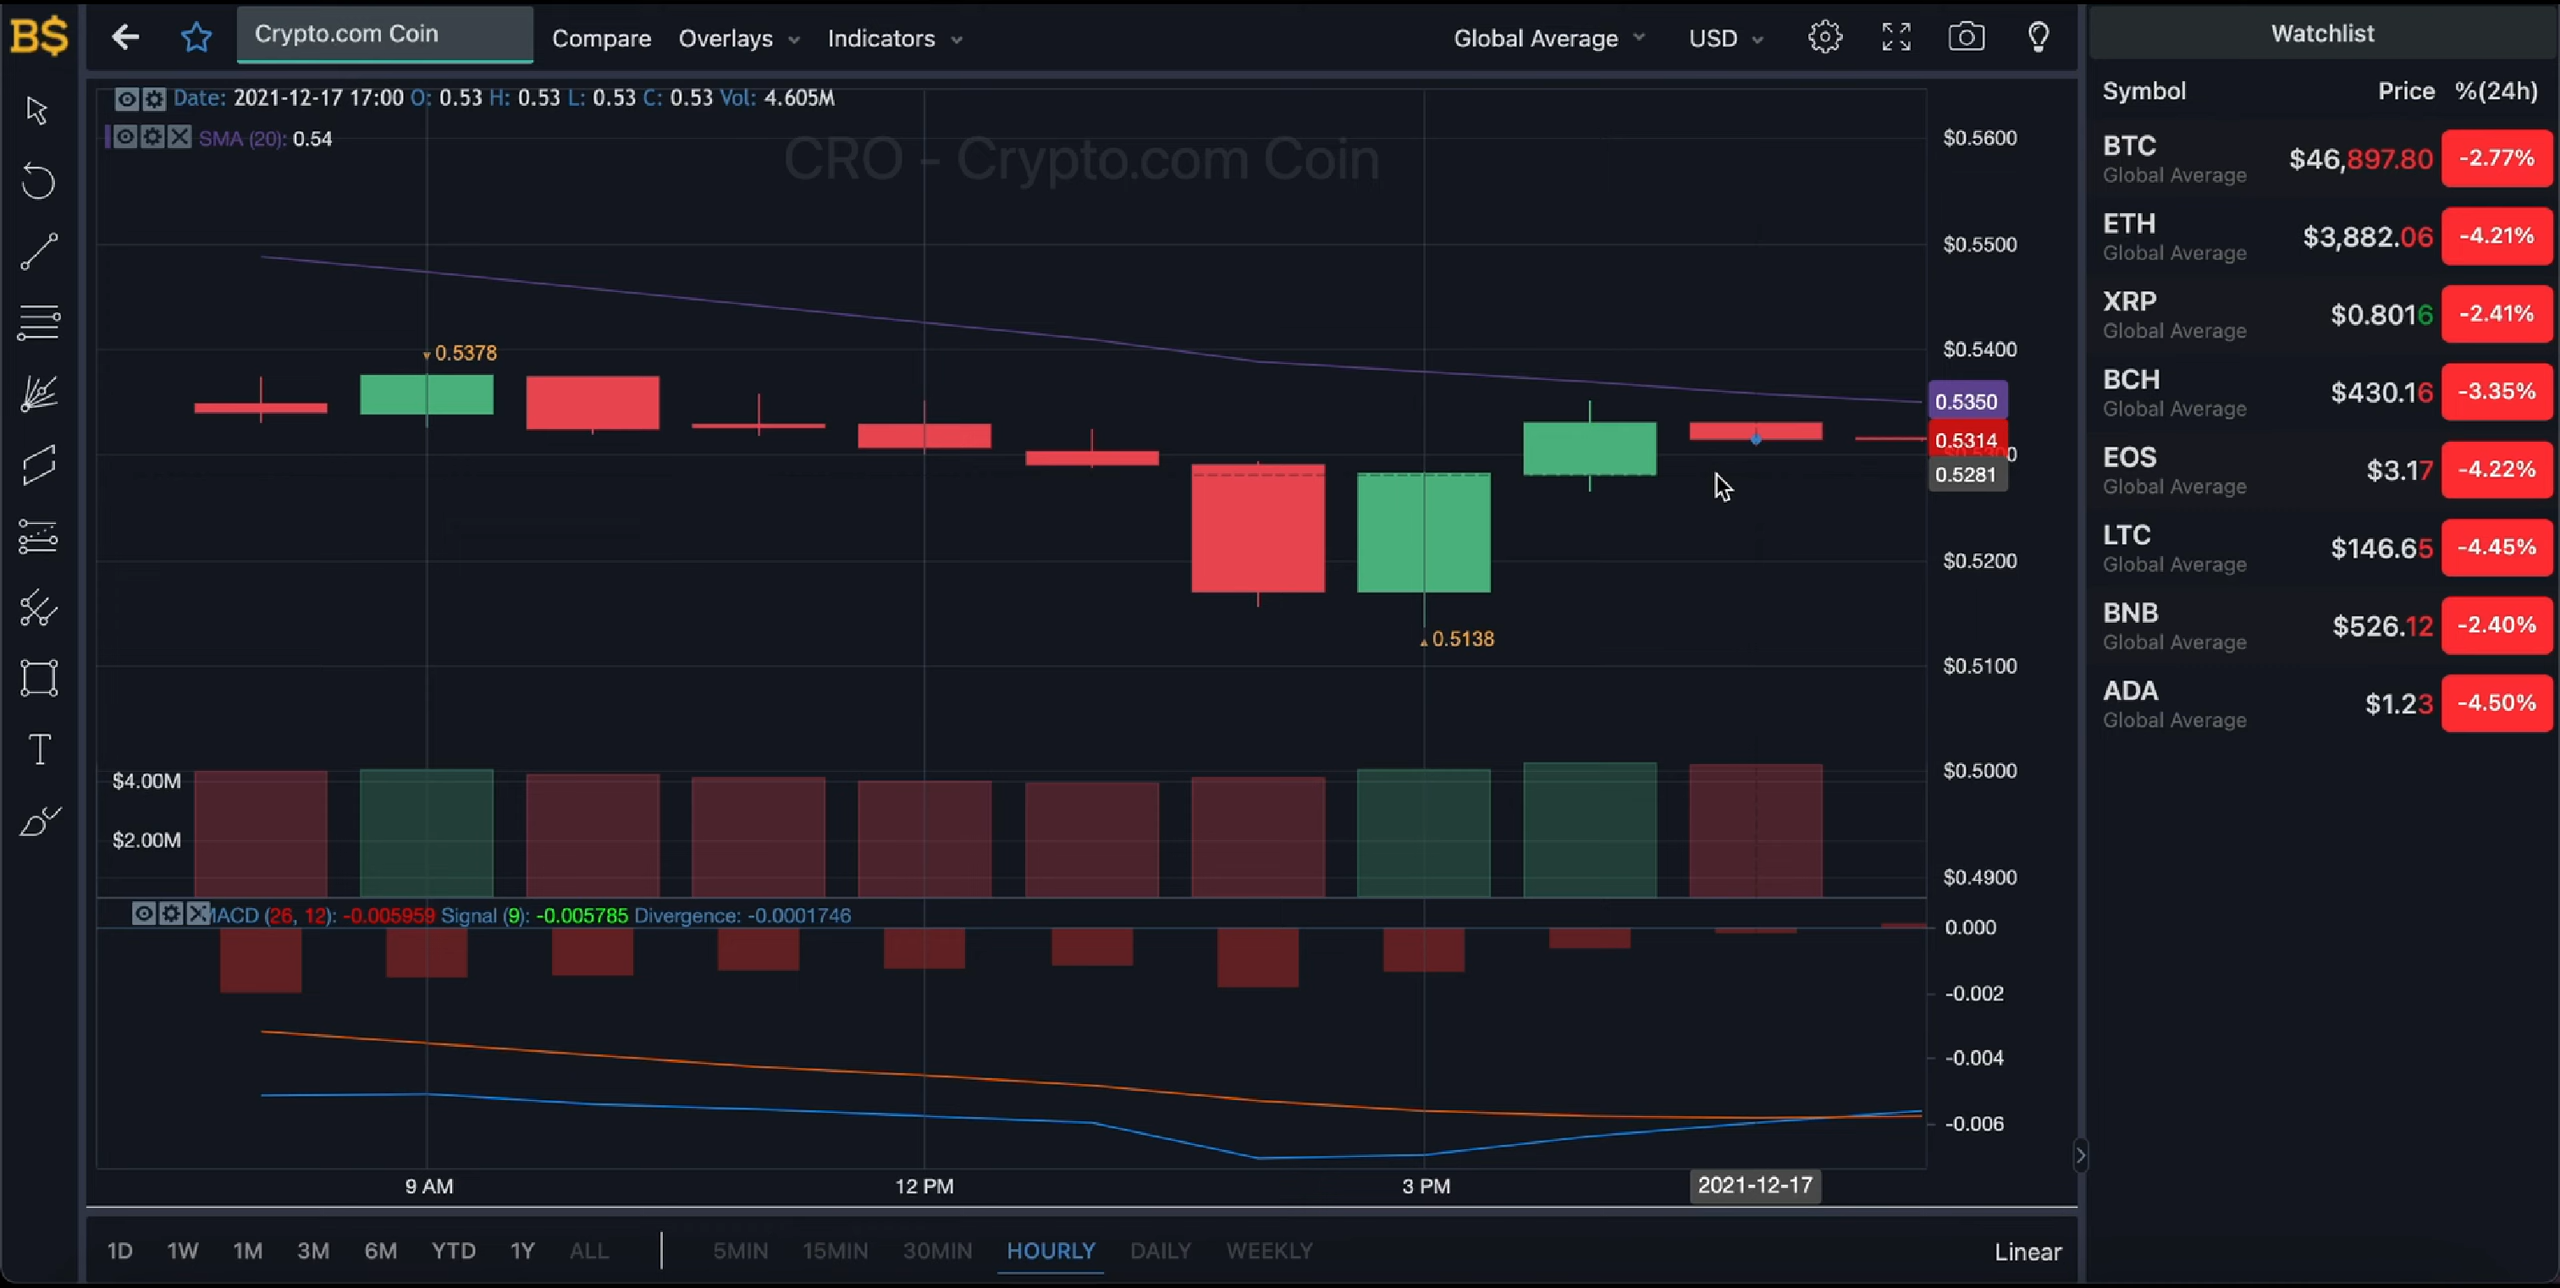 B$
Crypto.com Coin
Compare Overlays Indicators
Global Average USD
Date: 2021-12-17 17:00 O: 0.53 H: 0.53 L: 0.53 C: 0.53 Vol: 4.605M
SMA (20): 0.54
CRO - Crypto.com Coin
0.5378
0.5138
$0.5600
$0.5500
$0.5400
0.5350
0.5314
0.5281
$0.5200
$0.5100
$0.5000
$0.4900
$4.00M
$2.00M
MACD (26, 12): -0.005959 Signal (9): -0.005785 Divergence: -0.0001746
0.000
-0.002
-0.004
-0.006
9 AM 12 PM 3 PM 2021-12-17
1D 1W 1M 3M 6M YTD 1Y ALL 5MIN 15MIN 30MIN HOURLY DAILY WEEKLY Linear
Watchlist
Symbol Price %(24h)
BTC $46,897.80 -2.77%
Global Average
ETH $3,882.06 -4.21%
Global Average
XRP $0.8016 -2.41%
Global Average
BCH $430.16 -3.35%
Global Average
EOS $3.17 -4.22%
Global Average
LTC $146.65 -4.45%
Global Average
BNB $526.12 -2.40%
Global Average
ADA $1.23 -4.50%
Global Average